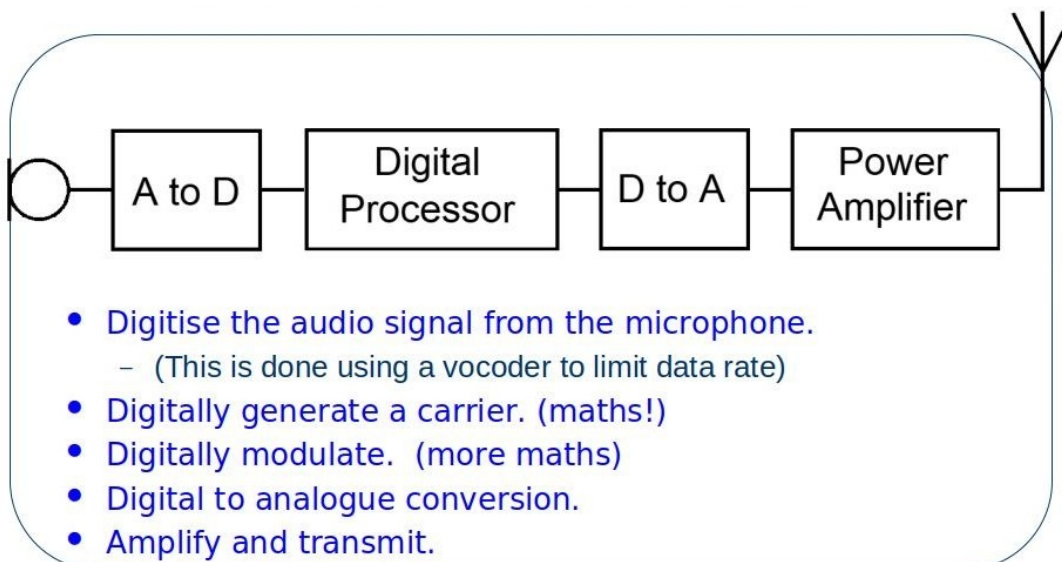 A to D
Digital
Processor
D to A
Power
Amplifier
• Digitise the audio signal from the microphone.
– (This is done using a vocoder to limit data rate)
• Digitally generate a carrier. (maths!)
• Digitally modulate.  (more maths)
• Digital to analogue conversion.
• Amplify and transmit.